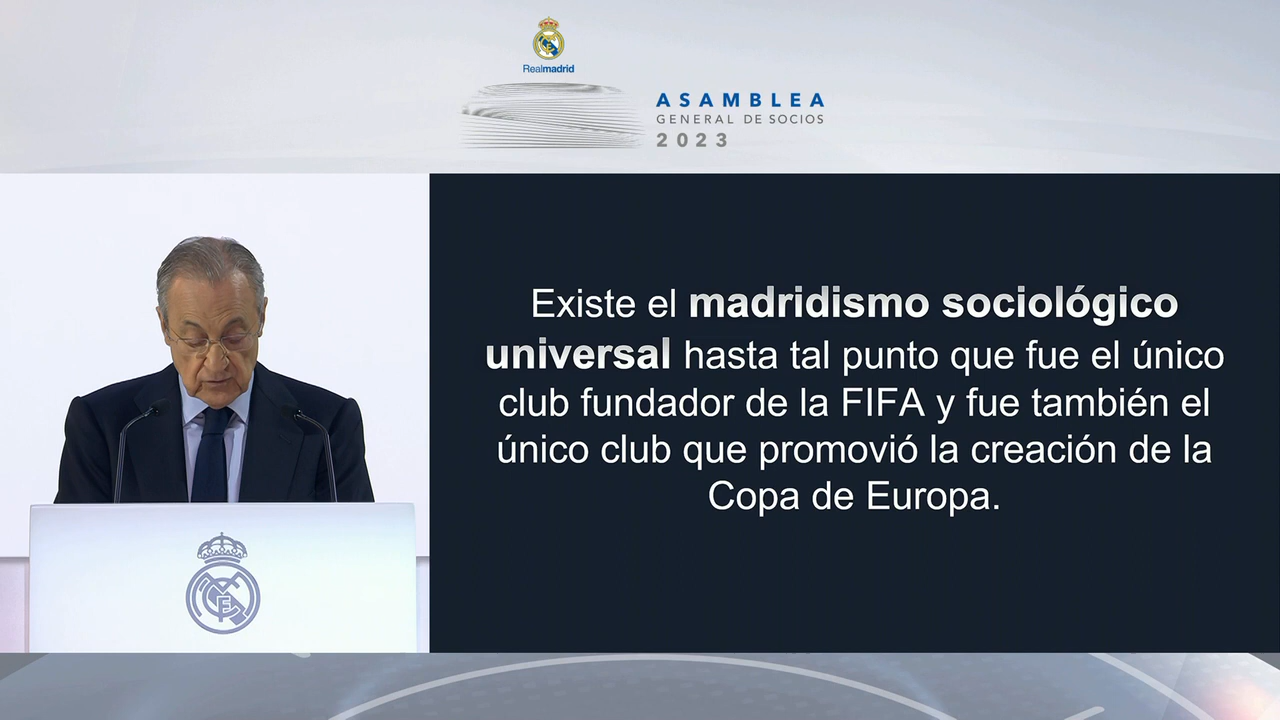 Realmadrid
ASAMBLEA
GENERAL DE SOCIOS
2023
Existe el madridismo sociológico
universal hasta tal punto que fue el único
club fundador de la FIFA y fue también el
único club que promovió la creación de la
Copa de Europa.